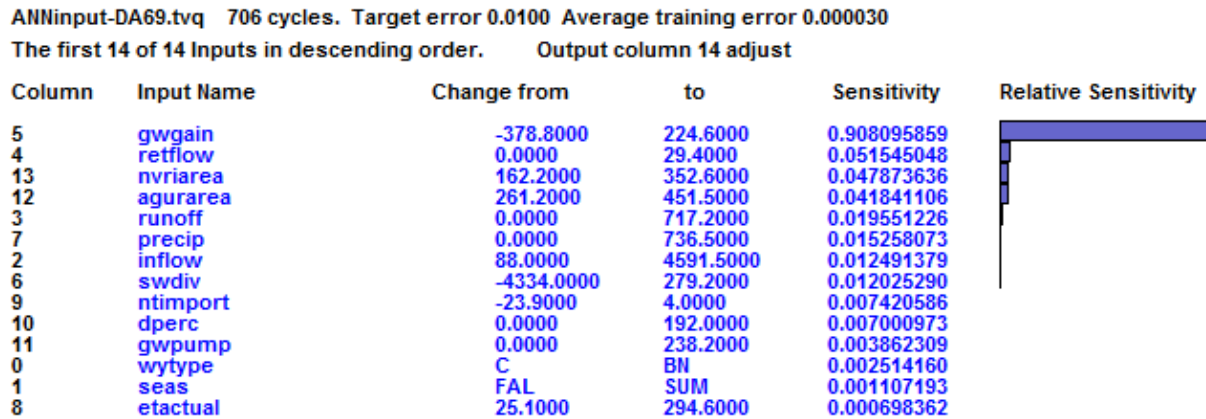 ANNinput-DA69.tvq 706 cycles. Target error 0.0100 Average training error 0.000030
The first 14 of 14 Inputs in descending order. Output column 14 adjust
Column Input Name Change from to Sensitivity Relative Sensitivity
5 gwgain -378.8000 224.6000 0.908095859
4 retflow 0.0000 29.4000 0.051545048
13 nvriarea 162.2000 352.6000 0.047873636
12 agurarea 261.2000 451.5000 0.041841106
3 runoff 0.0000 717.2000 0.019551226
7 precip 0.0000 736.5000 0.015258073
2 inflow 88.0000 4591.5000 0.012491379
6 swdiv -4334.0000 279.2000 0.012025290
9 ntimport -23.9000 4.0000 0.007420586
10 dperc 0.0000 192.0000 0.007000973
11 gwpump 0.0000 238.2000 0.003862309
0 wytype C BN 0.002514160
1 seas FAL SUM 0.001107193
8 etactual 25.1000 294.6000 0.000698362